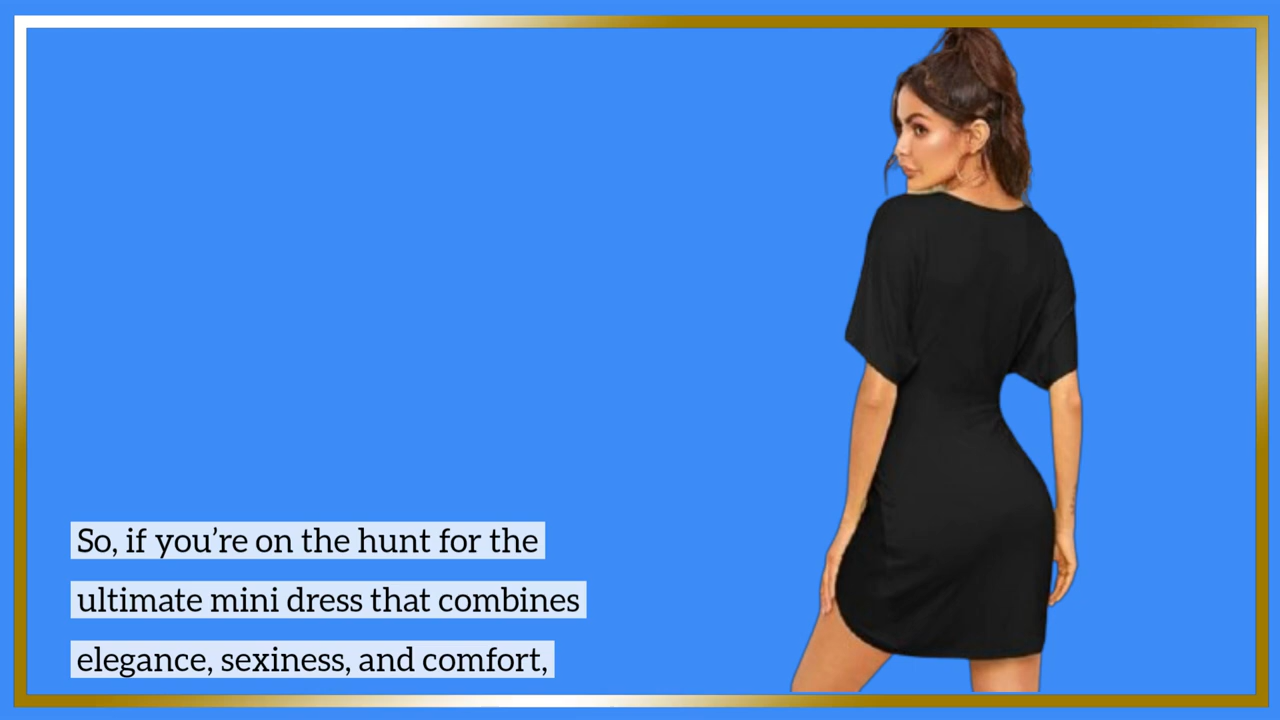 So, if you’re on the hunt for the
ultimate mini dress that combines
elegance, sexiness, and comfort,